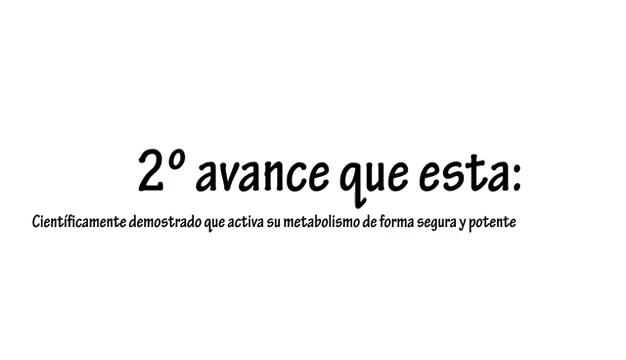 2º avance que esta:
Científicamente demostrado que activa su metabolismo de forma segura y potente